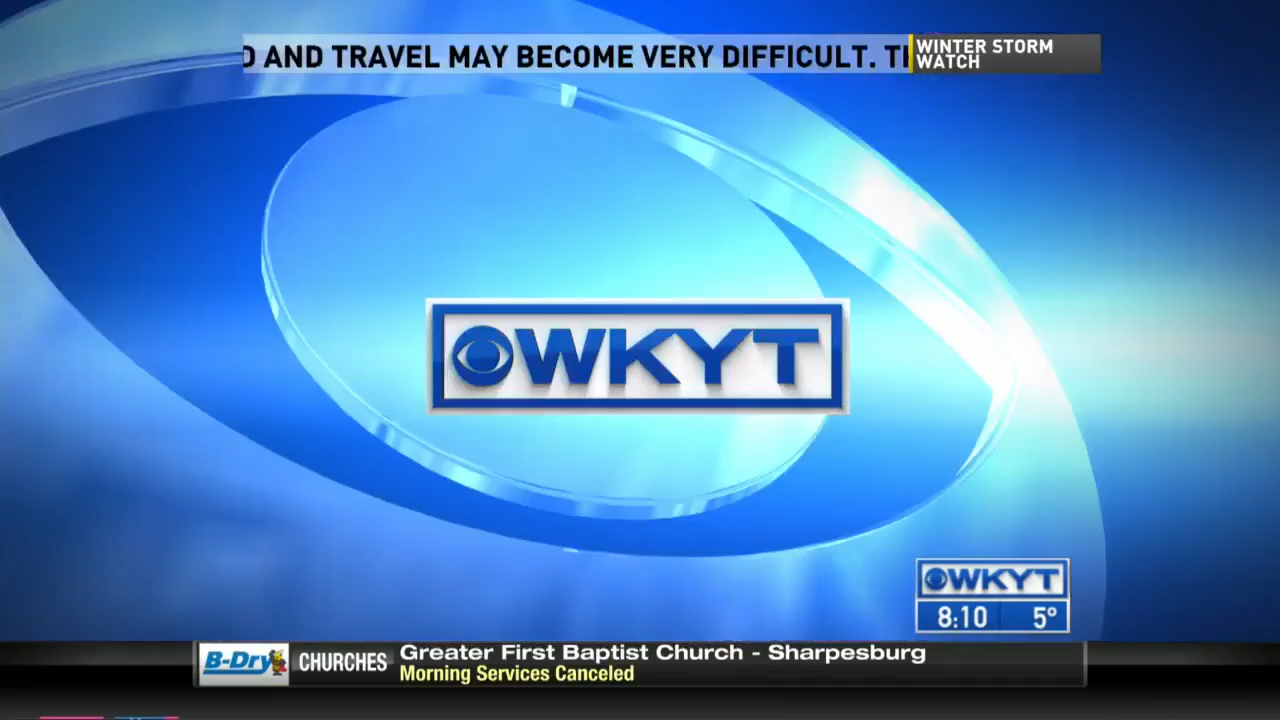 D AND TRAVEL MAY BECOME VERY DIFFICULT. T
WINTER STORM
WATCH
WKYT
WKYT
8:10 5°
B-Dry CHURCHES
Greater First Baptist Church - Sharpesburg
Morning Services Canceled